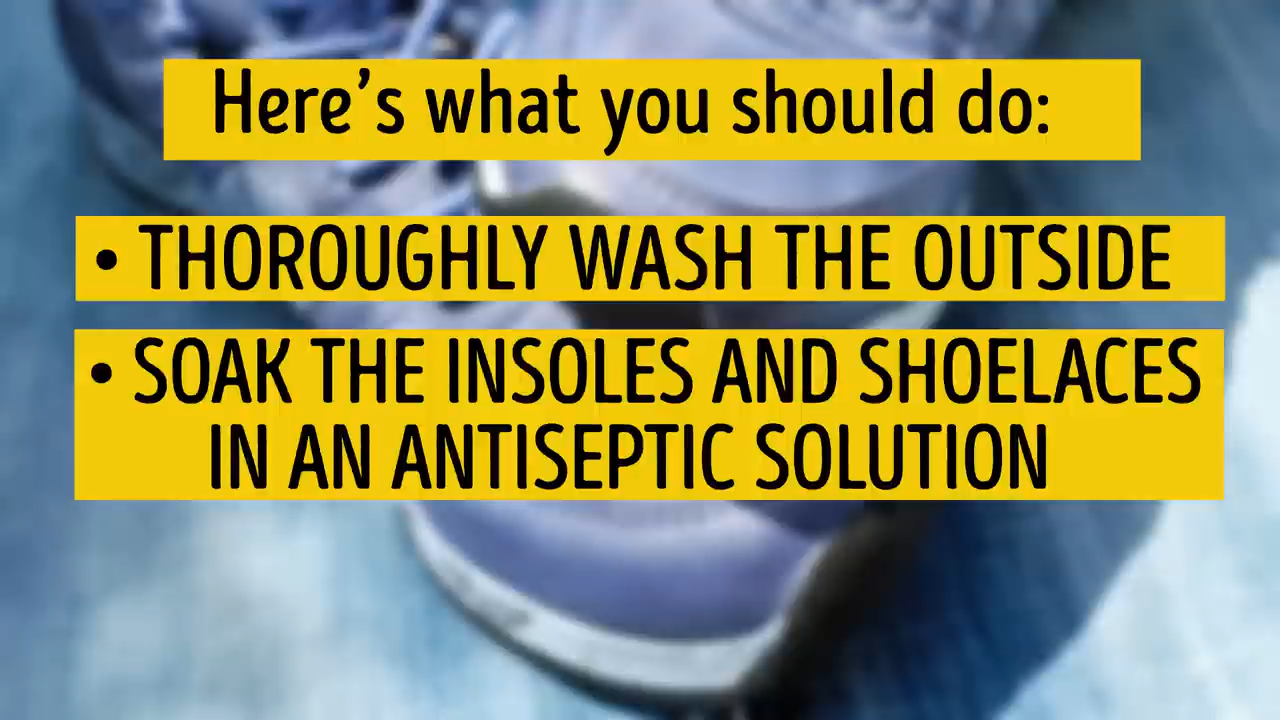 Here’s what you should do:
• THOROUGHLY WASH THE OUTSIDE
• SOAK THE INSOLES AND SHOELACES
IN AN ANTISEPTIC SOLUTION